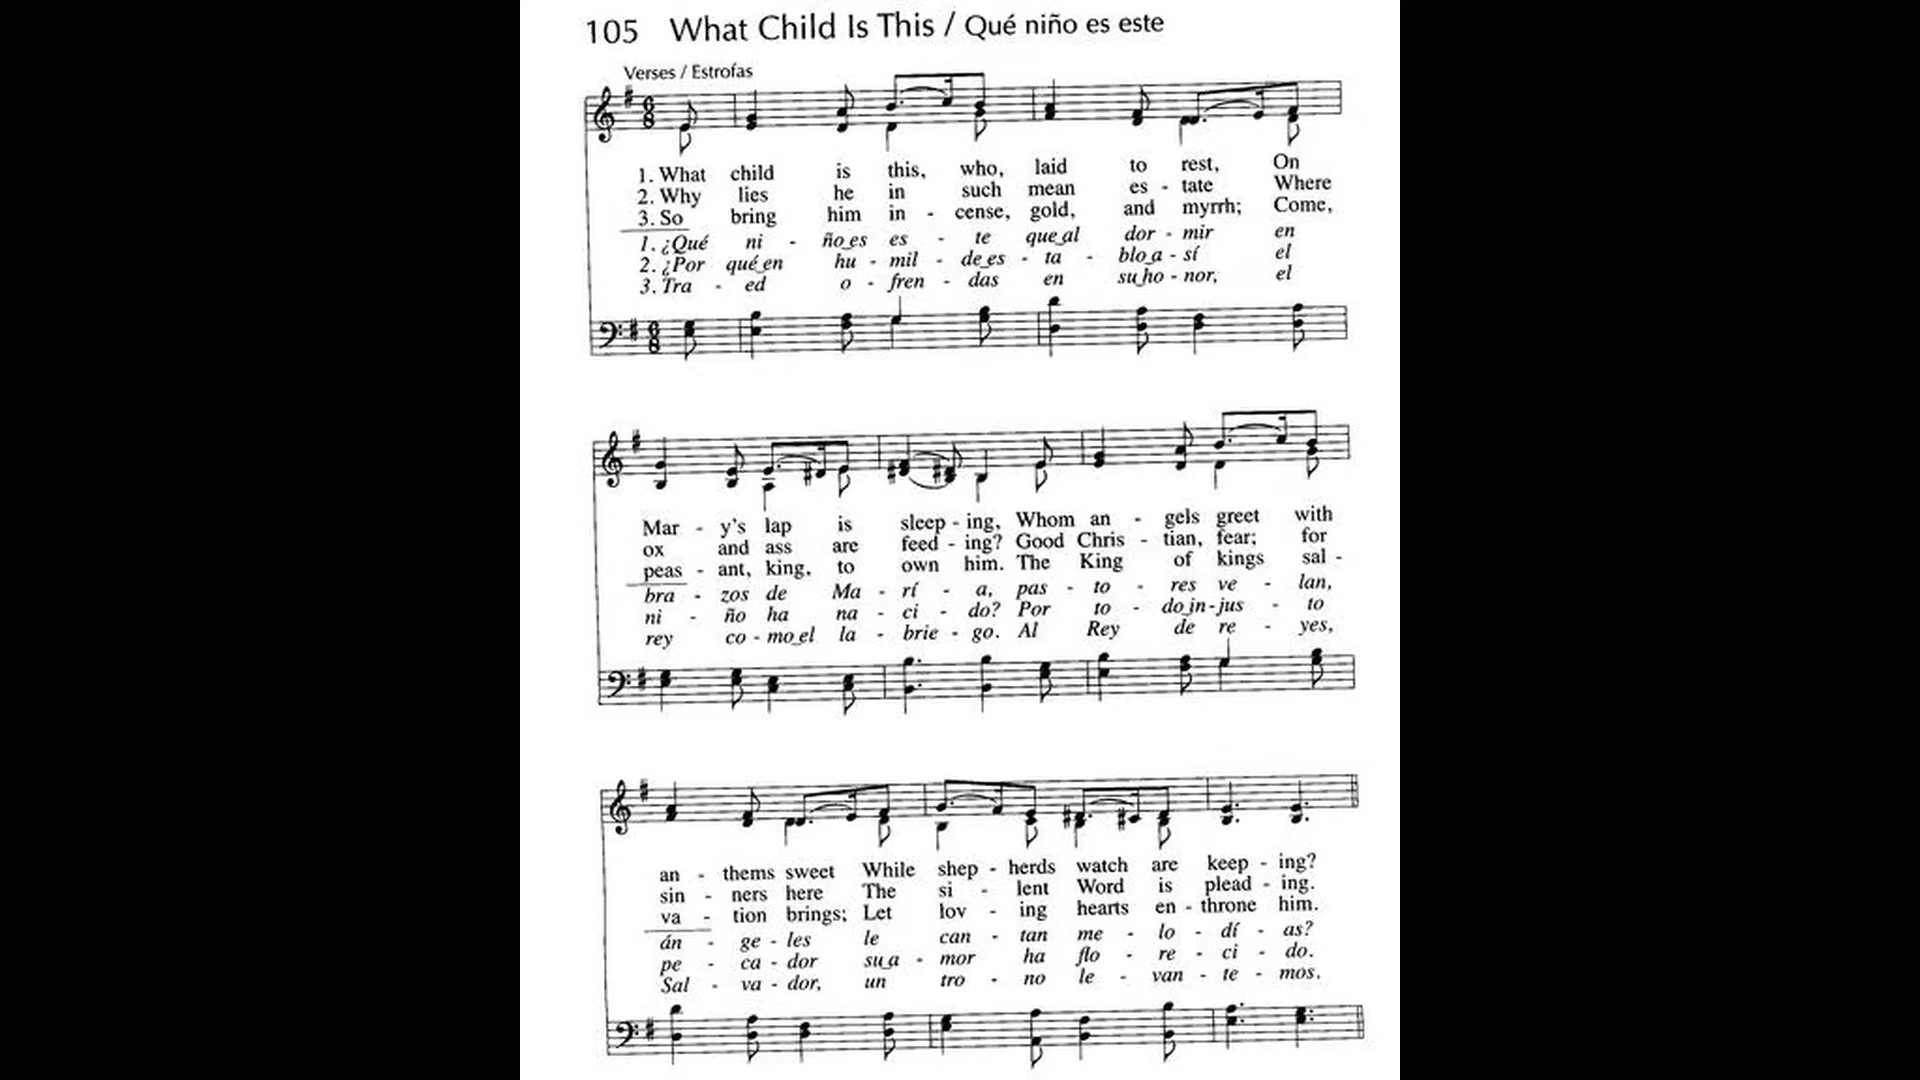 105 What Child Is This / Qué niño es este
Verses / Estrofas
1. What child is this, who, laid to rest, On
2. Why lies he in such mean es - tate Where
3. So bring him in - cense, gold, and myrrh; Come,
1. ¿Qué ni - ño‿es es - te que‿al dor - mir en
2. ¿Por qué‿en hu - mil - de‿es - ta - blo‿a - sí el
3. Tra - ed o - fren - das en su‿ho - nor, el
Mar - y's lap is sleep - ing, Whom an - gels greet with
ox and ass are feed - ing? Good Chris - tian, fear; for
peas - ant, king, to own him. The King of kings sal -
bra - zos de Ma - rí - a, pas - to - res ve - lan,
ni - ño ha na - ci - do? Por to - do‿in - jus - to
rey co - mo‿el la - brie - go. Al Rey de re - yes,
an - thems sweet While shep - herds watch are keep - ing?
sin - ners here The si - lent Word is plead - ing.
va - tion brings; Let lov - ing hearts en - throne him.
án - ge - les le can - tan me - lo - dí - as?
pe - ca - dor su‿a - mor ha flo - re - ci - do.
Sal - va - dor, un tro - no le - van - te - mos.